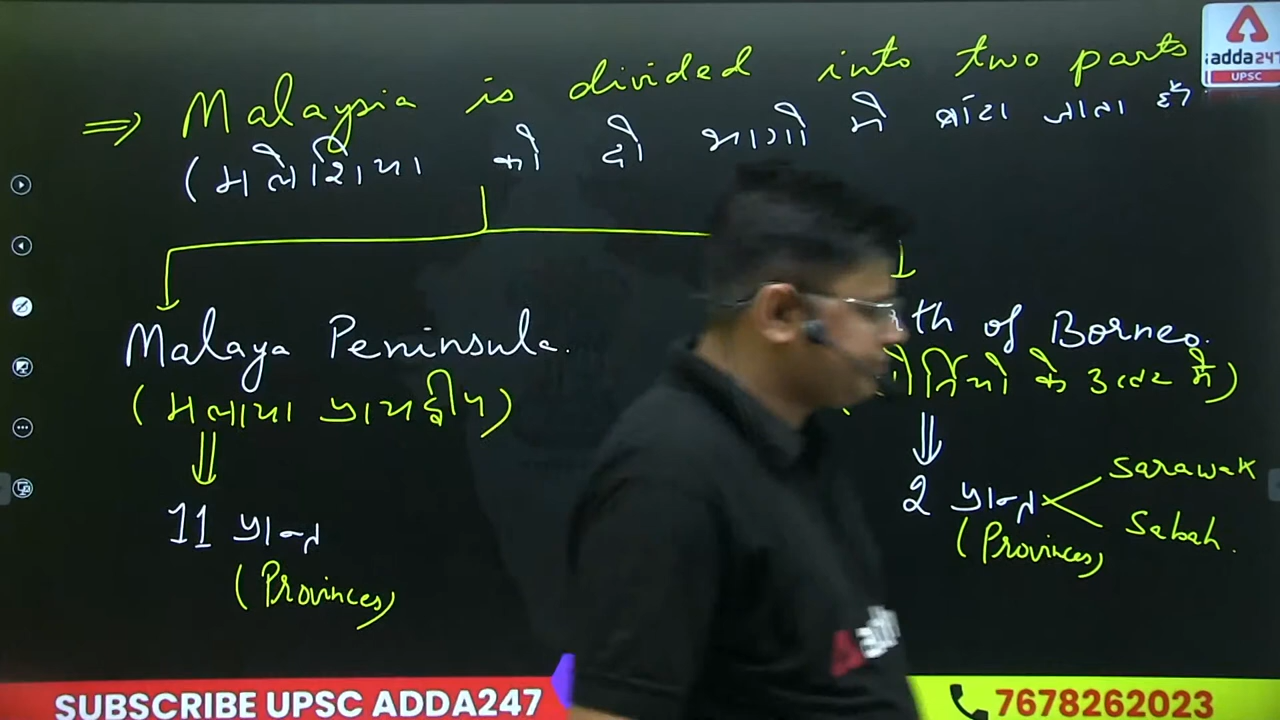 ⇒ Malaysia is divided into two parts
(मलेशिया को दो भागों में बांटा जाता है।
adda247
UPSC
Malaya Peninsula.
(मलाया प्रायद्वीप)
rth of Borneo.
के उत्तर में)
11 प्रान्त
(Provinces)
2 प्रान्त
(Provinces)
Sarawak
Sabah.
SUBSCRIBE UPSC ADDA247
7678262023